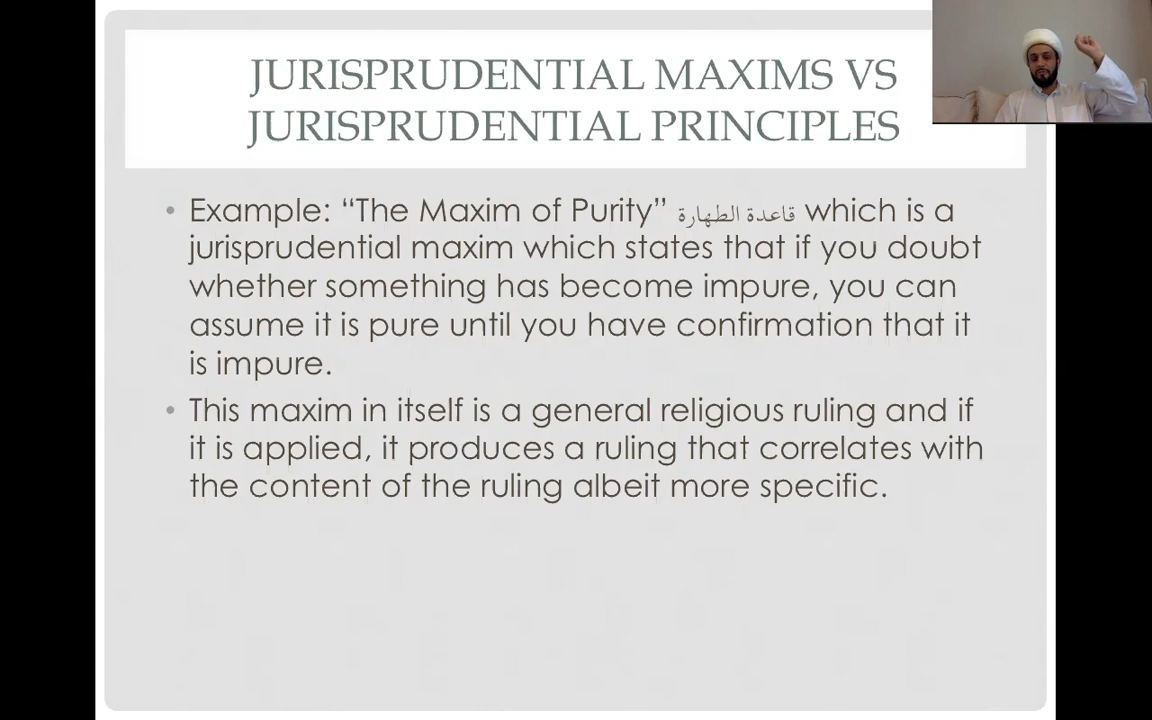 JURISPRUDENTIAL MAXIMS VS
JURISPRUDENTIAL PRINCIPLES
• Example: “The Maxim of Purity” قاعدة الطهارة which is a
jurisprudential maxim which states that if you doubt
whether something has become impure, you can
assume it is pure until you have confirmation that it
is impure.
• This maxim in itself is a general religious ruling and if
it is applied, it produces a ruling that correlates with
the content of the ruling albeit more specific.